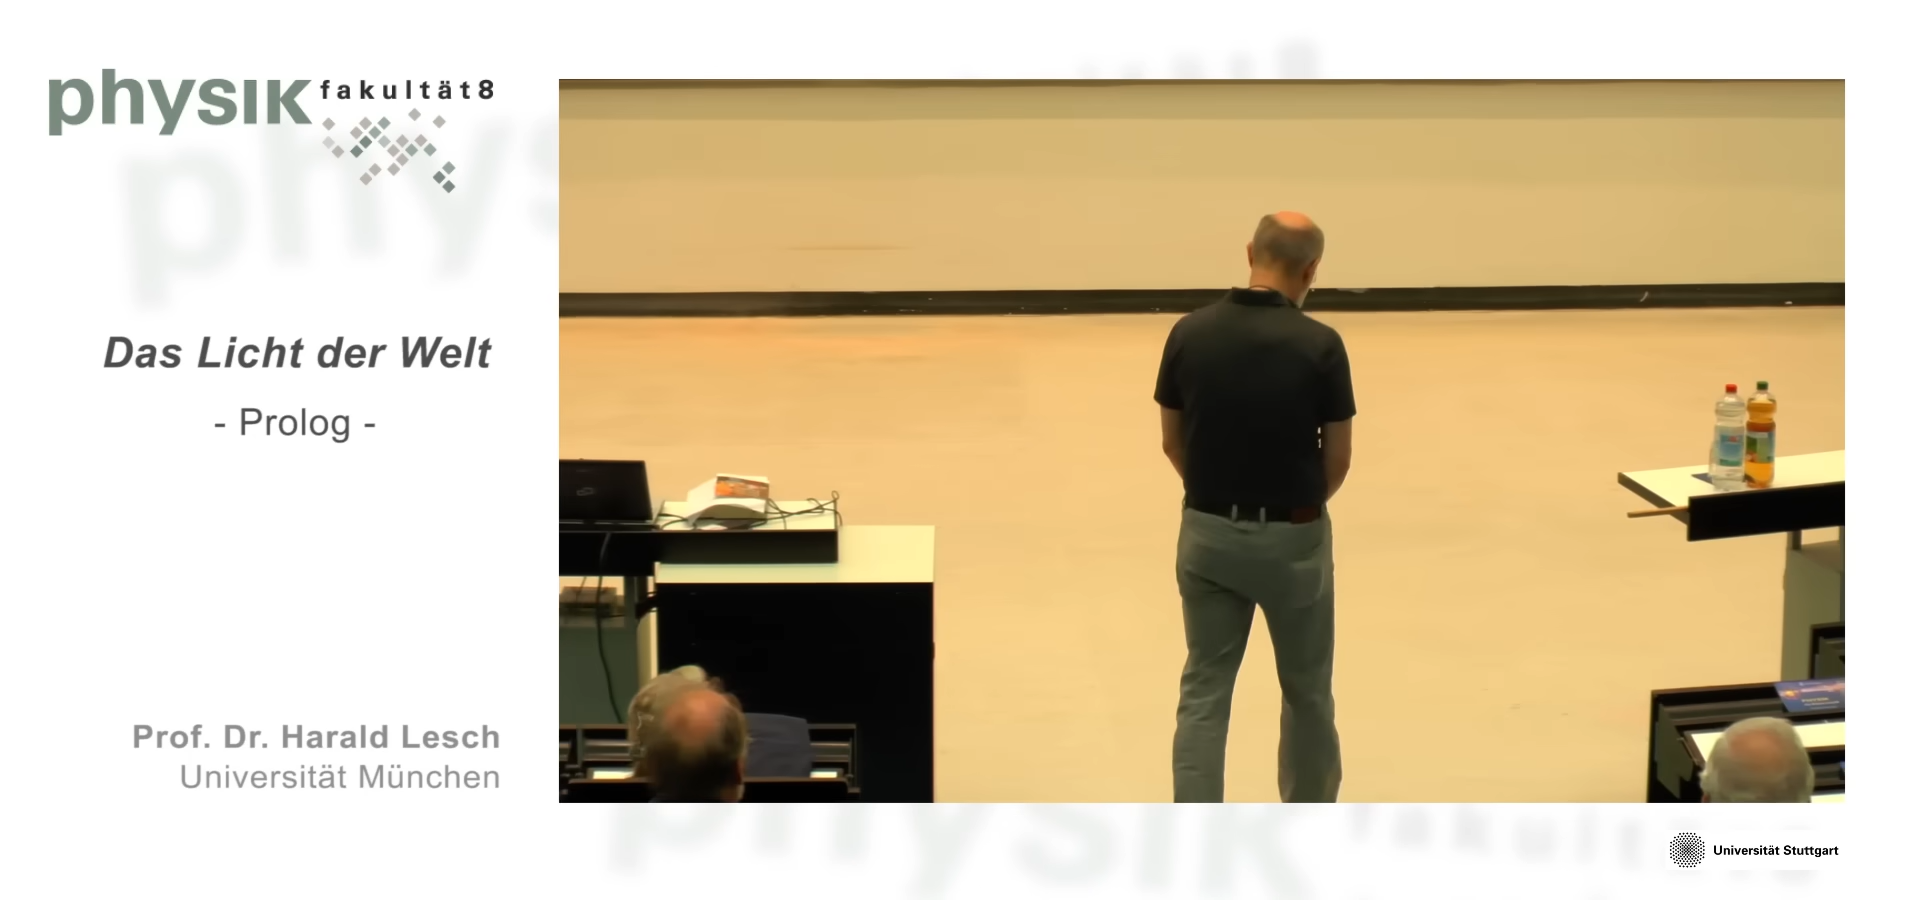 physik fakultät8
Das Licht der Welt
- Prolog -
Prof. Dr. Harald Lesch
Universität München
Universität Stuttgart